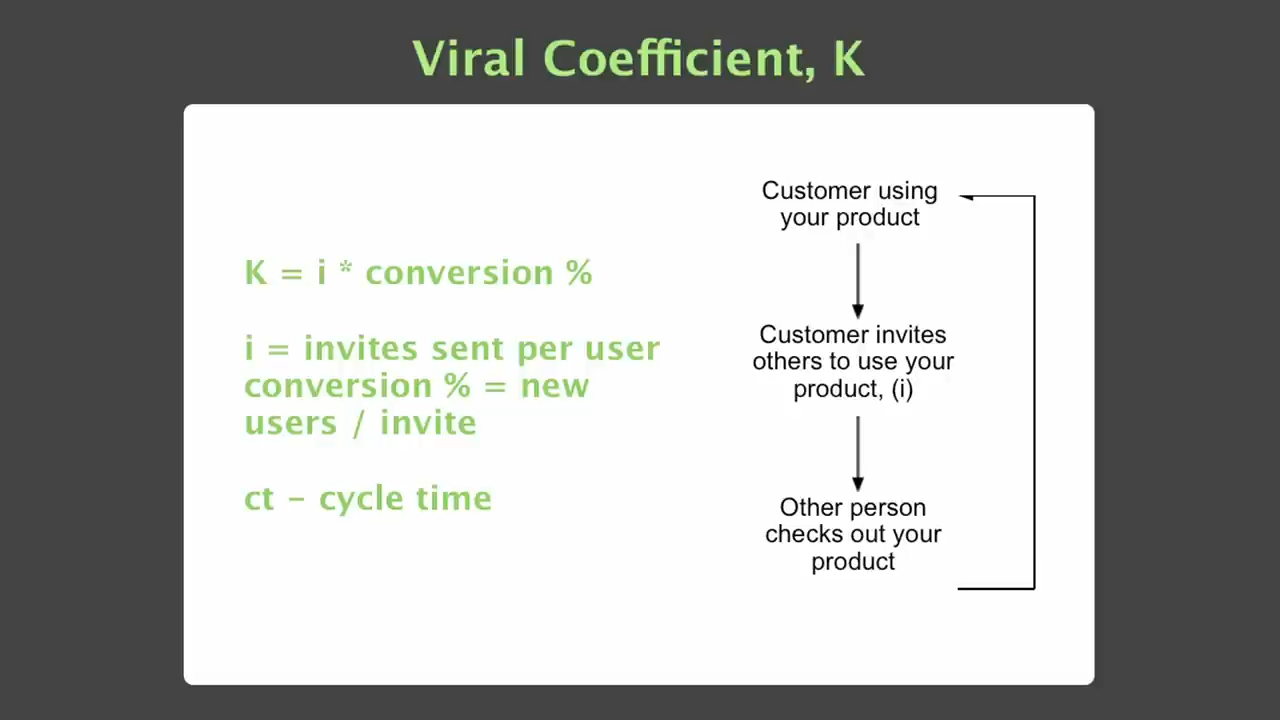 Viral Coefficient, K
K = i * conversion %
i = invites sent per user
conversion % = new
users / invite
ct - cycle time
Customer using
your product
Customer invites
others to use your
product, (i)
Other person
checks out your
product